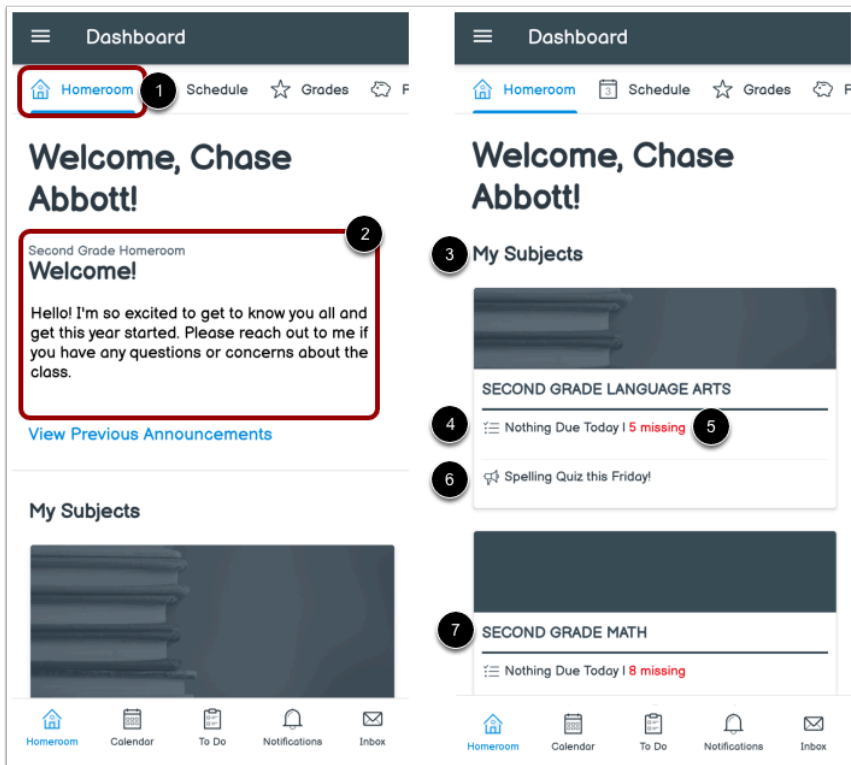 Dashboard
Homeroom 1 Schedule Grades F
Welcome, Chase
Abbott!
2
Second Grade Homeroom
Welcome!
Hello! I'm so excited to get to know you all and
get this year started. Please reach out to me if
you have any questions or concerns about the
class.
View Previous Announcements
My Subjects
Homeroom Calendar To Do Notifications Inbox
Dashboard
Homeroom 3 Schedule Grades F
Welcome, Chase
Abbott!
3 My Subjects
SECOND GRADE LANGUAGE ARTS
4 Nothing Due Today | 5 missing 5
6 Spelling Quiz this Friday!
7 SECOND GRADE MATH
Nothing Due Today | 8 missing
Homeroom Calendar To Do Notifications Inbox